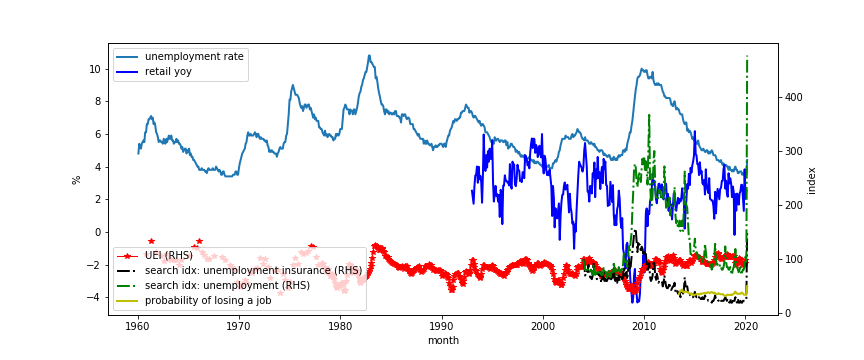 unemployment rate
retail yoy
10
8
6
4
2
0
−2
−4
%
400
300
200
100
0
index
UEI (RHS)
search idx: unemployment insurance (RHS)
search idx: unemployment (RHS)
probability of losing a job
1960 1970 1980 1990 2000 2010 2020
month